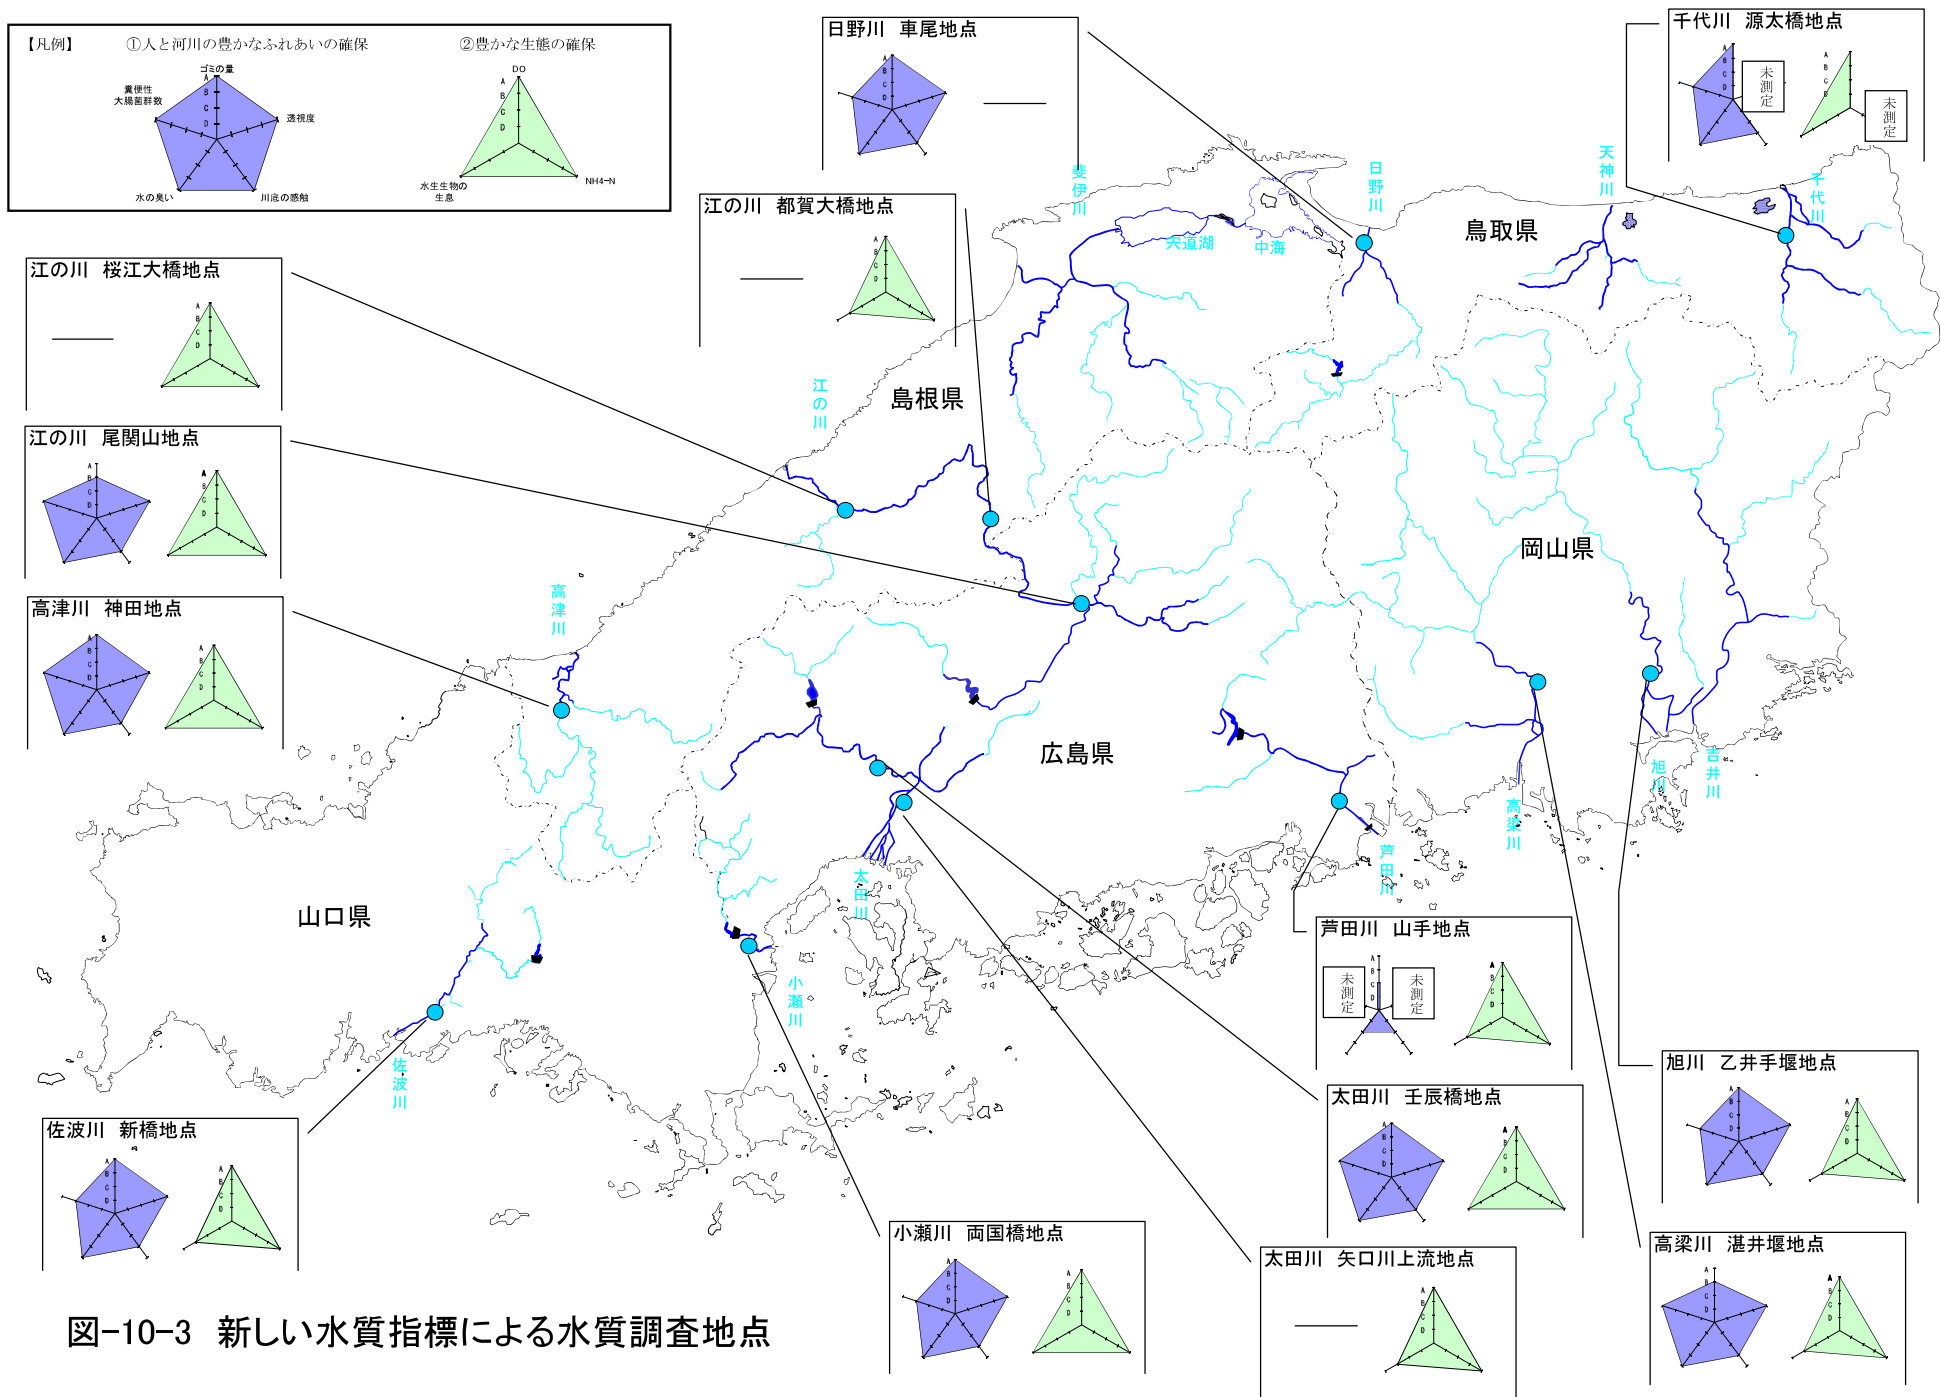 【凡例】
①人と河川の豊かなふれあいの確保
ゴミの量
糞便性
大腸菌群数
透視度
水の臭い
川底の感触
A
B
C
D
②豊かな生態の確保
DO
水生生物の
生息
NH4-N
A
B
C
D
日野川 車尾地点
A
B
C
D
千代川 源太橋地点
A
B
C
D
未測定
A
B
C
D
未測定
江の川 都賀大橋地点
A
B
C
D
江の川 桜江大橋地点
A
B
C
D
江の川 尾関山地点
A
B
C
D
A
B
C
D
高津川 神田地点
A
B
C
D
A
B
C
D
斐伊川
宍道湖
中海
日野川
天神川
千代川
鳥取県
島根県
江の川
岡山県
高津川
広島県
山口県
太田川
小瀬川
佐波川
芦田川
高梁川
旭川
吉井川
芦田川 山手地点
未測定
A
B
C
D
未測定
A
B
C
D
旭川 乙井手堰地点
A
B
C
D
A
B
C
D
太田川 壬辰橋地点
A
B
C
D
A
B
C
D
佐波川 新橋地点
A
B
C
D
A
B
C
D
小瀬川 両国橋地点
A
B
C
D
A
B
C
D
太田川 矢口川上流地点
A
B
C
D
高梁川 湛井堰地点
A
B
C
D
A
B
C
D
図-10-3 新しい水質指標による水質調査地点